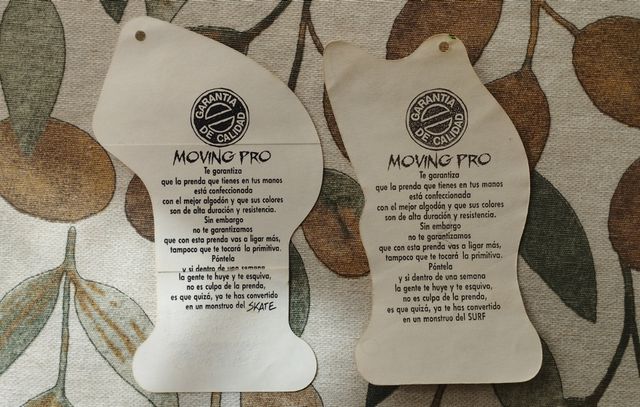 GARANTIA
DE CALIDAD
MOVING PRO
Te garantiza
que la prenda que tienes en tus manos
está confeccionada
con el mejor algodón y que sus colores
son de alta duración y resistencia.
Sin embargo
no te garantizamos
que con esta prenda vas a ligar más,
tampoco que te tocará la primitiva.
Póntela
y si dentro de una semana
la gente te huye y te esquiva,
no es culpa de la prenda,
es que quizá, ya te has convertido
en un monstruo del SKATE
GARANTIA
DE CALIDAD
MOVING PRO
Te garantiza
que la prenda que tienes en tus manos
está confeccionada
con el mejor algodón y que sus colores
son de alta duración y resistencia.
Sin embargo
no te garantizamos
que con esta prenda vas a ligar más,
tampoco que te tocará la primitiva.
Póntela
y si dentro de una semana
la gente te huye y te esquiva,
no es culpa de la prenda,
es que quizá, ya te has convertido
en un monstruo del SURF